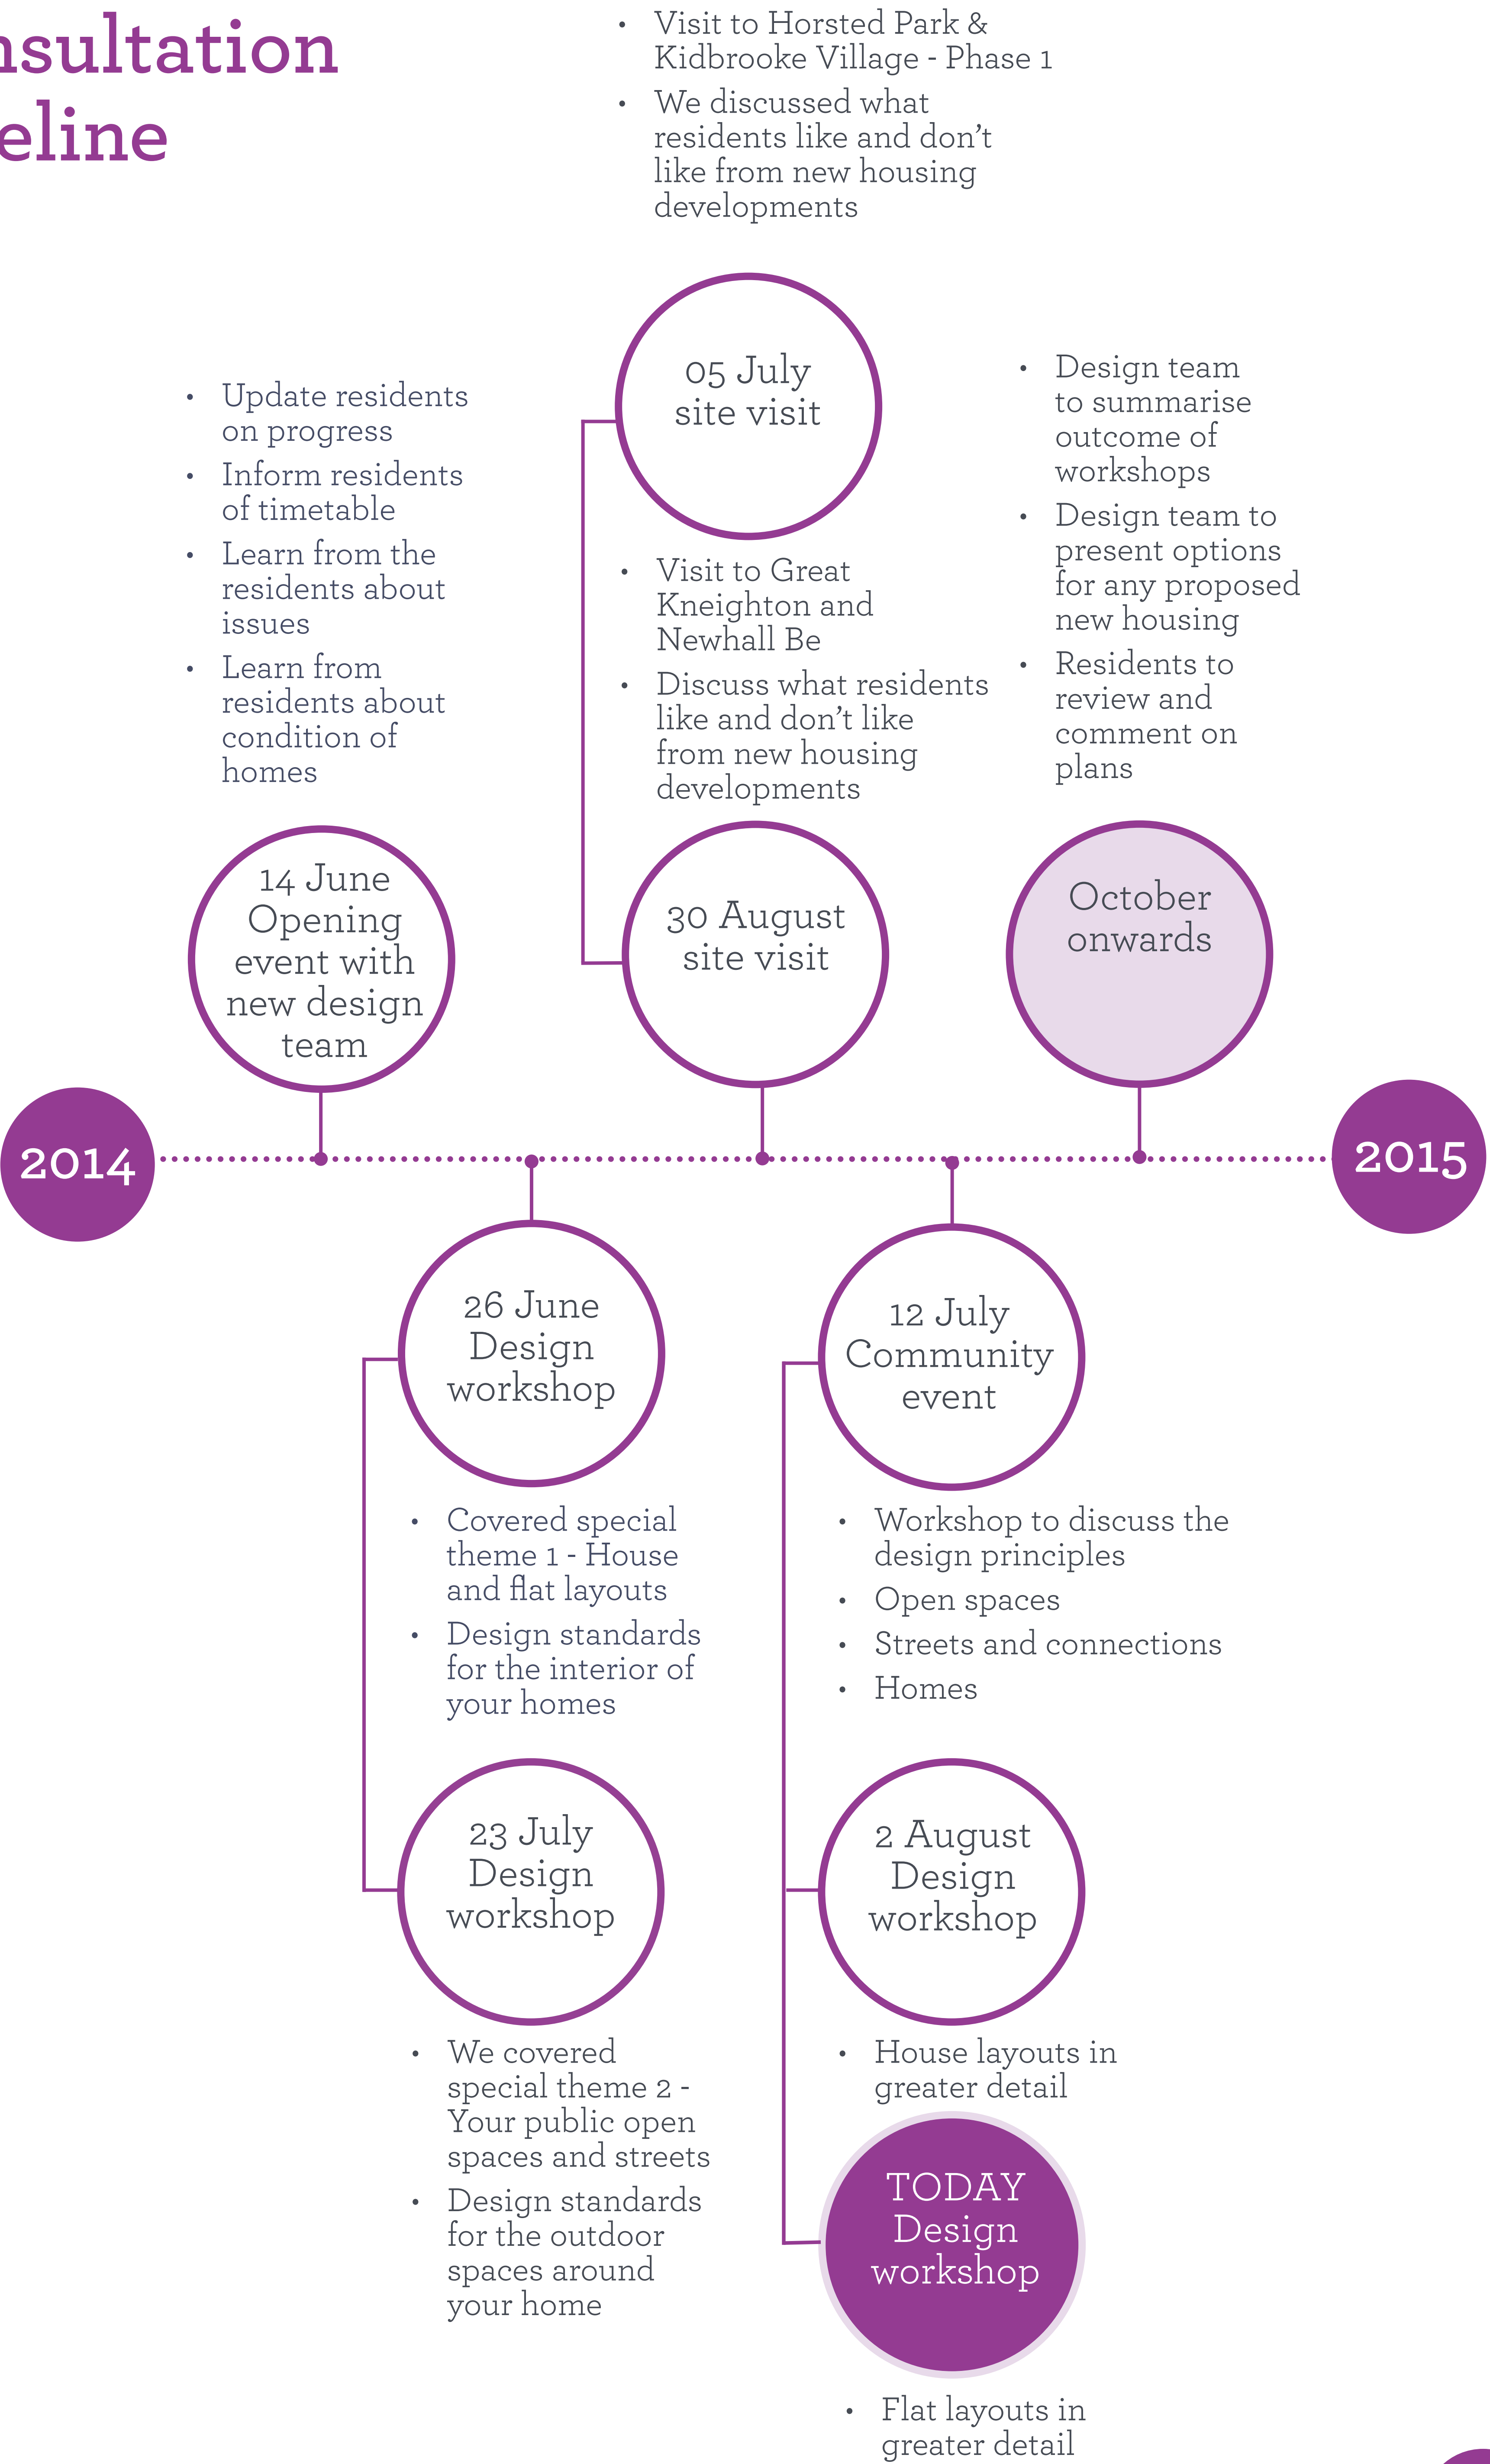 nsultation
eline
• Visit to Horsted Park &
Kidbrooke Village - Phase 1
• We discussed what
residents like and don’t
like from new housing
developments
05 July
site visit
• Update residents
on progress
• Inform residents
of timetable
• Learn from the
residents about
issues
• Learn from
residents about
condition of
homes
• Visit to Great
Kneighton and
Newhall Be
• Discuss what residents
like and don’t like
from new housing
developments
• Design team
to summarise
outcome of
workshops
• Design team to
present options
for any proposed
new housing
• Residents to
review and
comment on
plans
14 June
Opening
event with
new design
team
30 August
site visit
October
onwards
2014
2015
26 June
Design
workshop
12 July
Community
event
• Covered special
theme 1 - House
and flat layouts
• Design standards
for the interior of
your homes
• Workshop to discuss the
design principles
• Open spaces
• Streets and connections
• Homes
23 July
Design
workshop
2 August
Design
workshop
• We covered
special theme 2 -
Your public open
spaces and streets
• Design standards
for the outdoor
spaces around
your home
• House layouts in
greater detail
TODAY
Design
workshop
• Flat layouts in
greater detail